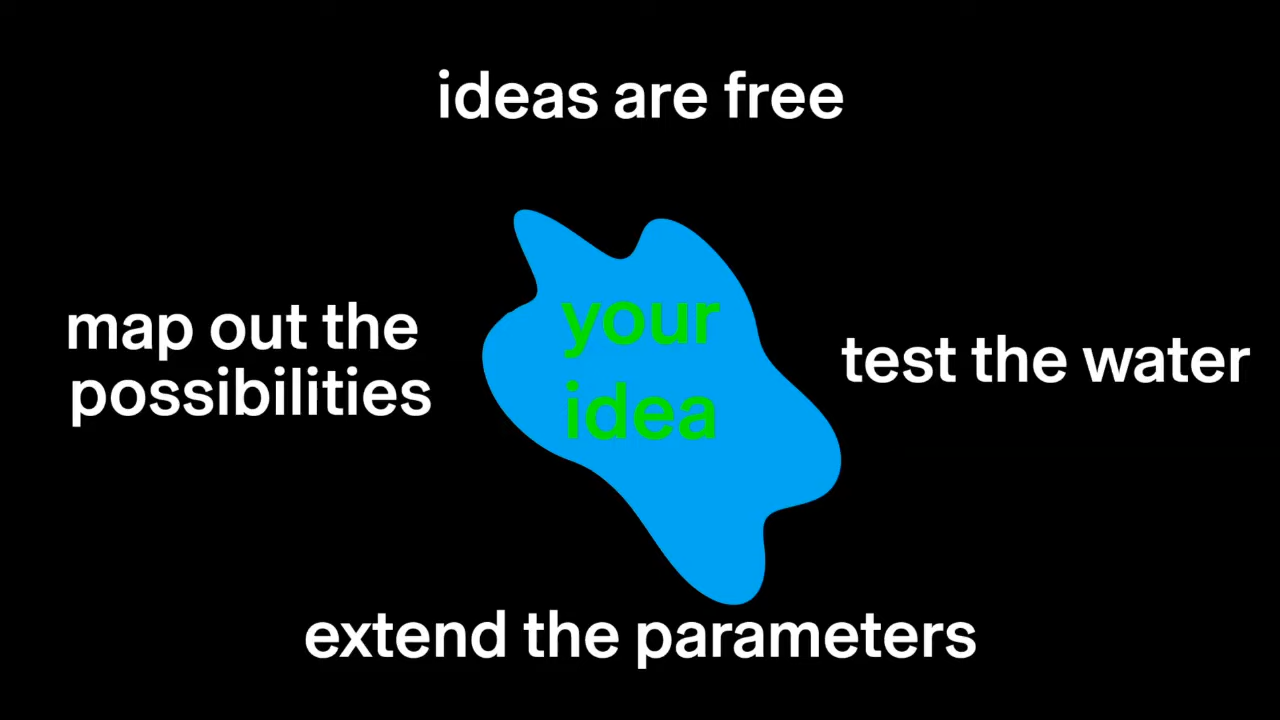 ideas are free
map out the
possibilities
your
idea
test the water
extend the parameters